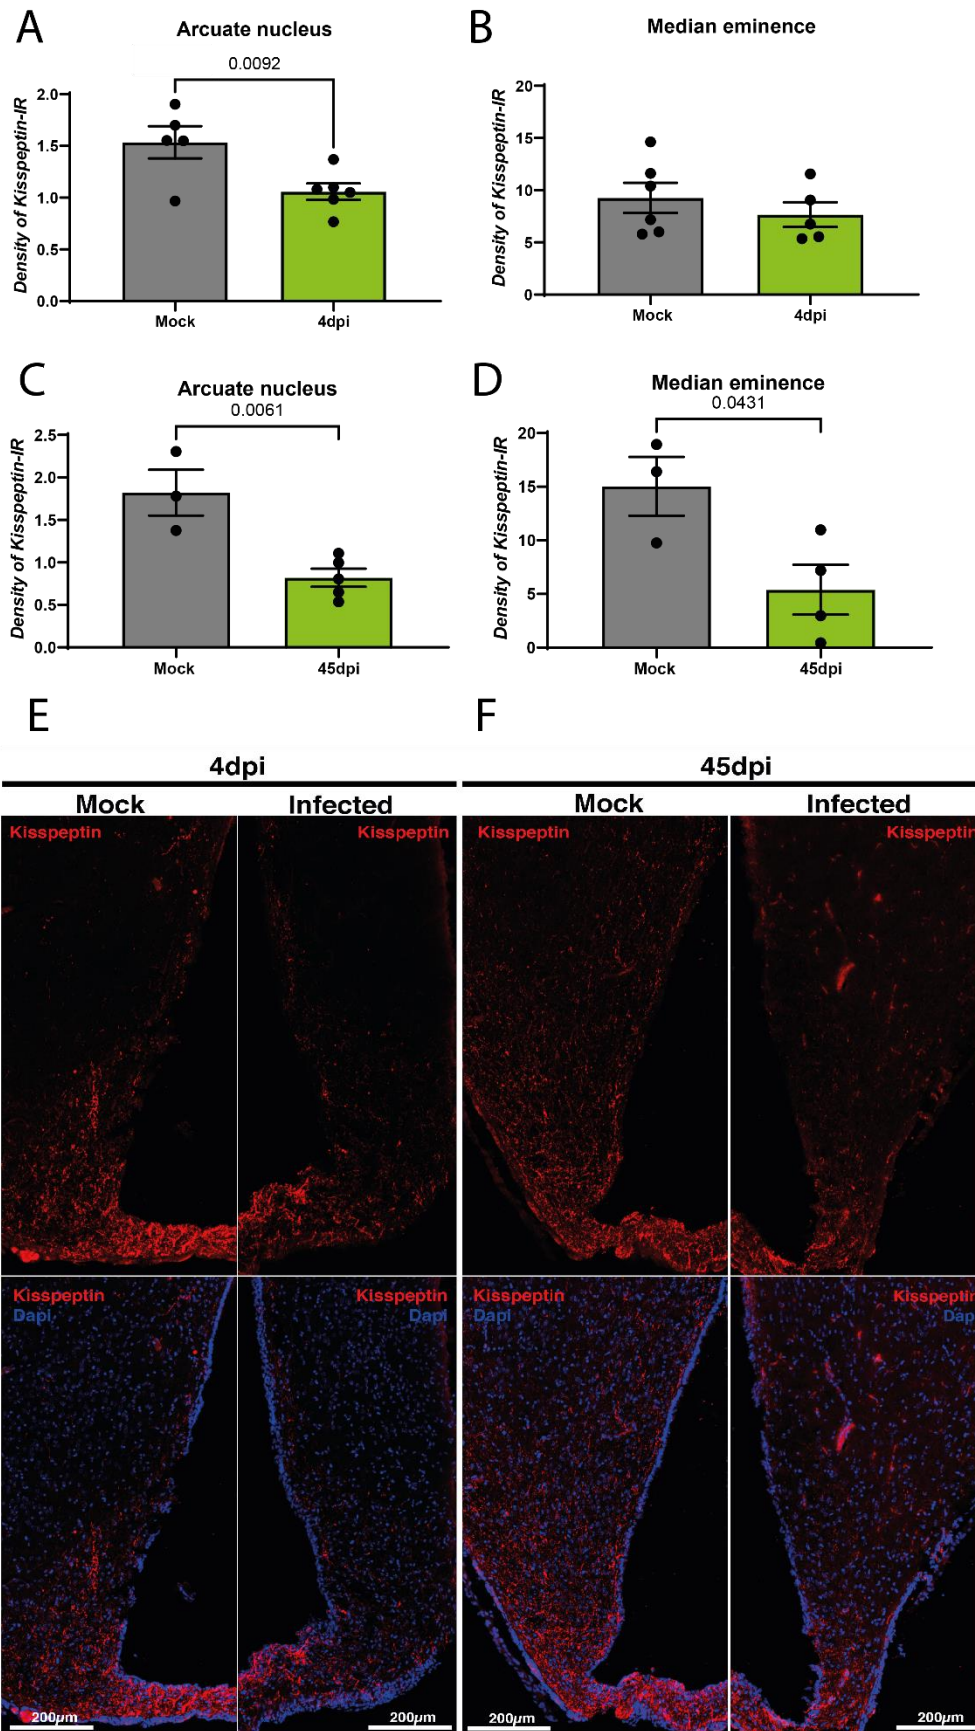 A
Arcuate nucleus
0.0092
Density of Kisspeptin-IR
2.0
1.5
1.0
0.5
0.0
Mock 4dpi
B
Median eminence
Density of Kisspeptin-IR
20
15
10
5
0
Mock 4dpi
C
Arcuate nucleus
0.0061
Density of Kisspeptin-IR
2.5
2.0
1.5
1.0
0.5
0.0
Mock 45dpi
D
Median eminence
0.0431
Density of Kisspeptin-IR
20
15
10
5
0
Mock 45dpi
E
4dpi
Mock Infected
Kisspeptin Kisspeptin
Kisspeptin Kisspeptin
Dapi Dapi
200µm 200µm
F
45dpi
Mock Infected
Kisspeptin Kisspeptin
Kisspeptin Kisspeptin
Dapi Dapi
200µm 200µm